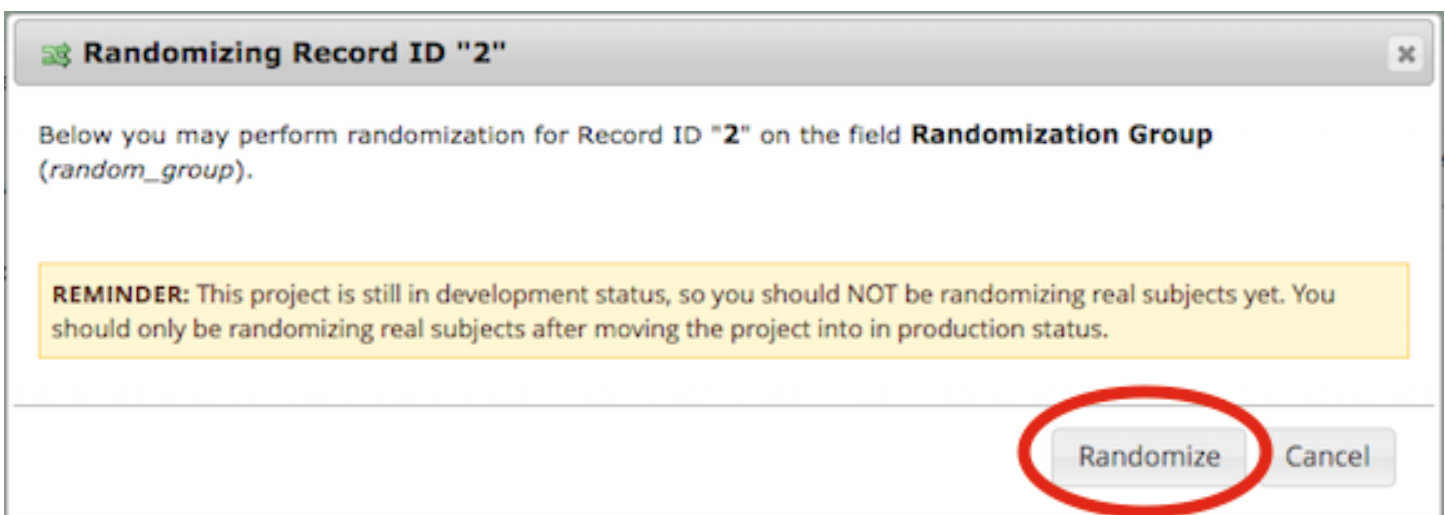 Randomizing Record ID "2"
Below you may perform randomization for Record ID "2" on the field Randomization Group
(random_group).
REMINDER: This project is still in development status, so you should NOT be randomizing real subjects yet. You
should only be randomizing real subjects after moving the project into in production status.
Randomize Cancel